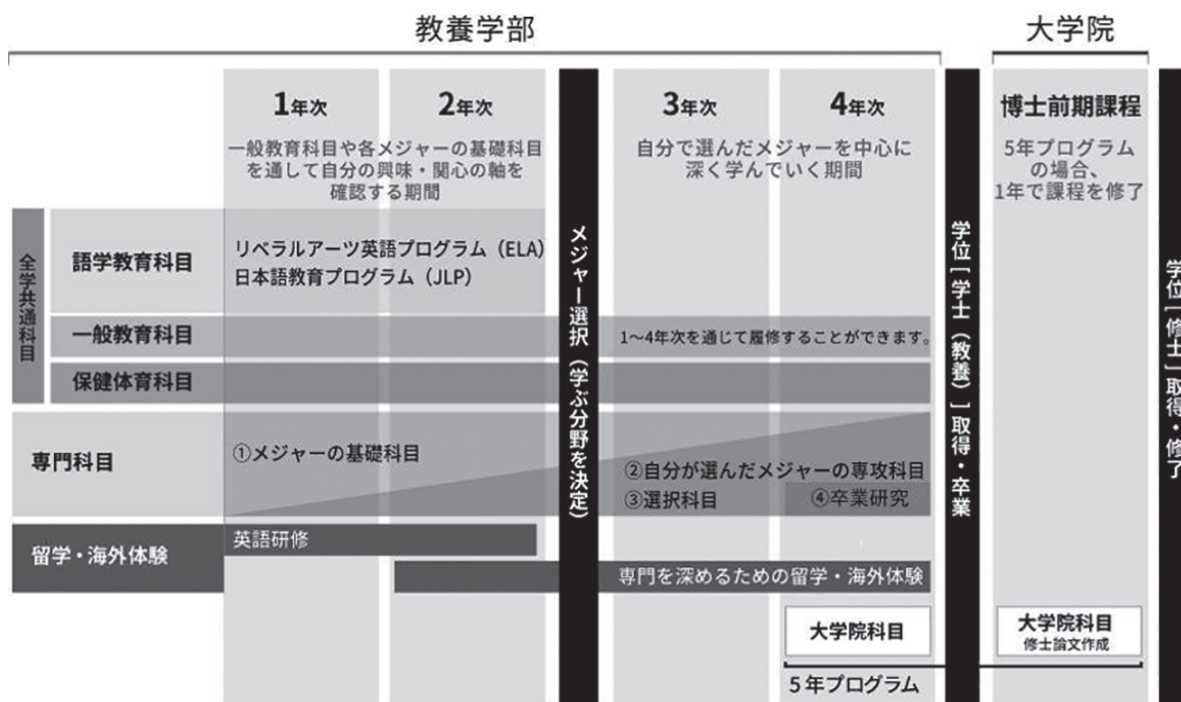 教養学部
大学院
1年次
2年次
3年次
4年次
博士前期課程
一般教育科目や各メジャーの基礎科目
を通して自分の興味・関心の軸を
確認する期間
自分で選んだメジャーを中心に
深く学んでいく期間
5年プログラム
の場合、
1年で課程を修了
メジャー選択（学ぶ分野を決定）
学位［学士（教養）］取得・卒業
学位［修士］取得・修了
全学共通科目
語学教育科目
リベラルアーツ英語プログラム（ELA）
日本語教育プログラム（JLP）
一般教育科目
1〜4年次を通じて履修することができます。
保健体育科目
専門科目
①メジャーの基礎科目
②自分が選んだメジャーの専攻科目
③選択科目
④卒業研究
留学・海外体験
英語研修
専門を深めるための留学・海外体験
大学院科目
大学院科目
修士論文作成
5年プログラム